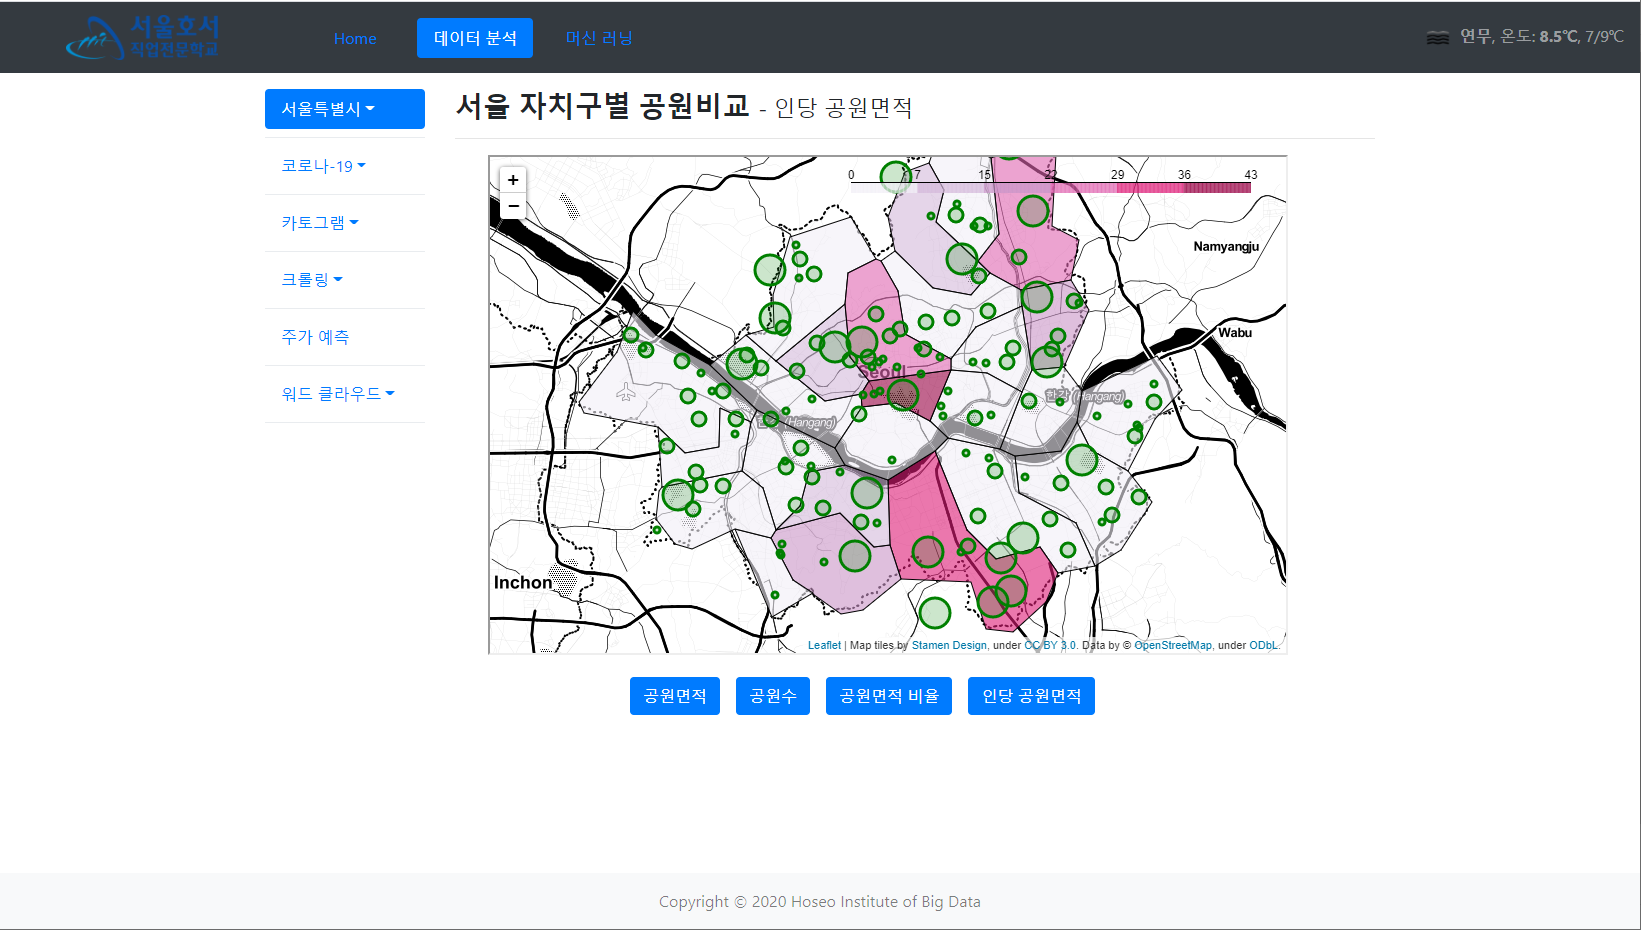 서울호서
직업전문학교
Home
데이터 분석
머신 러닝
연무, 온도: 8.5℃, 7/9℃
서울특별시
코로나-19
카토그램
크롤링
주가 예측
워드 클라우드
서울 자치구별 공원비교 - 인당 공원면적
+
−
0 7 15 22 29 36 43
Namyangju
Wabu
Seoul
한강 (Hangang)
(Hangang)
Inchon
Leaflet | Map tiles by Stamen Design, under CC BY 3.0. Data by © OpenStreetMap, under ODbL.
공원면적
공원수
공원면적 비율
인당 공원면적
Copyright © 2020 Hoseo Institute of Big Data